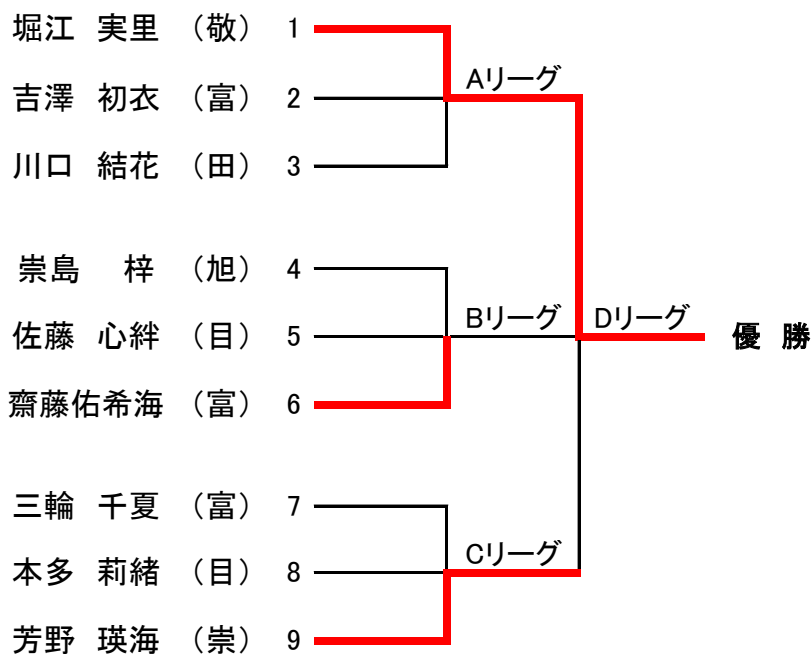 堀江 実里 （敬） 1
Aリーグ
吉澤 初衣 （富） 2
川口 結花 （田） 3
崇島 梓 （旭） 4
Bリーグ Dリーグ
佐藤 心絆 （目） 5 優 勝
齋藤佑希海 （富） 6
三輪 千夏 （富） 7
Cリーグ
本多 莉緒 （目） 8
芳野 瑛海 （崇） 9